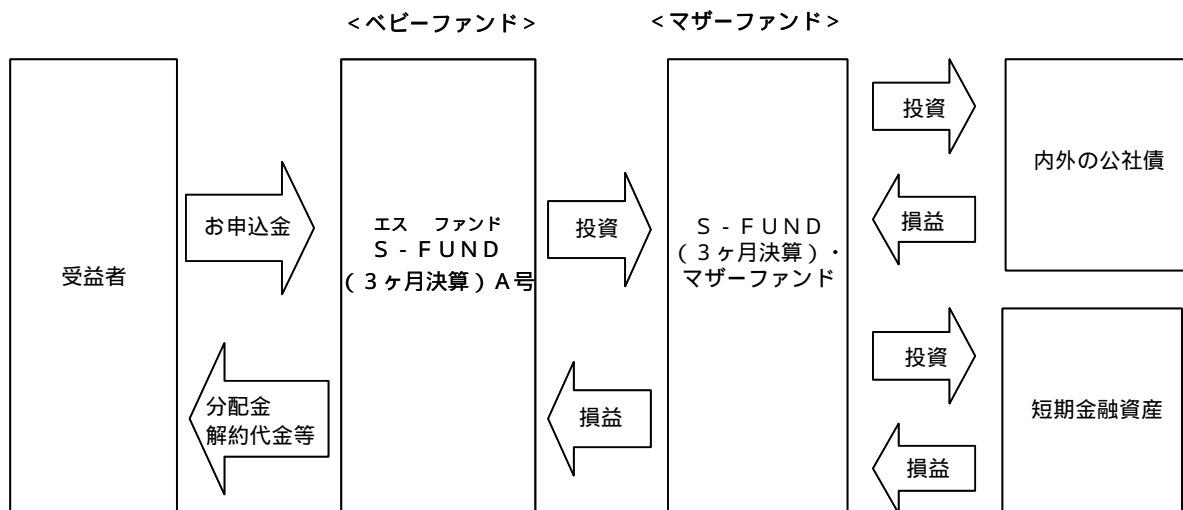 ＜ベビーファンド＞
＜マザーファンド＞
受益者
お申込金
分配金
解約代金等
エス ファンド
Ｓ-ＦＵＮＤ
（３ヶ月決算）Ａ号
投資
損益
Ｓ-ＦＵＮＤ
（３ヶ月決算）・
マザーファンド
投資
損益
内外の公社債
投資
損益
短期金融資産